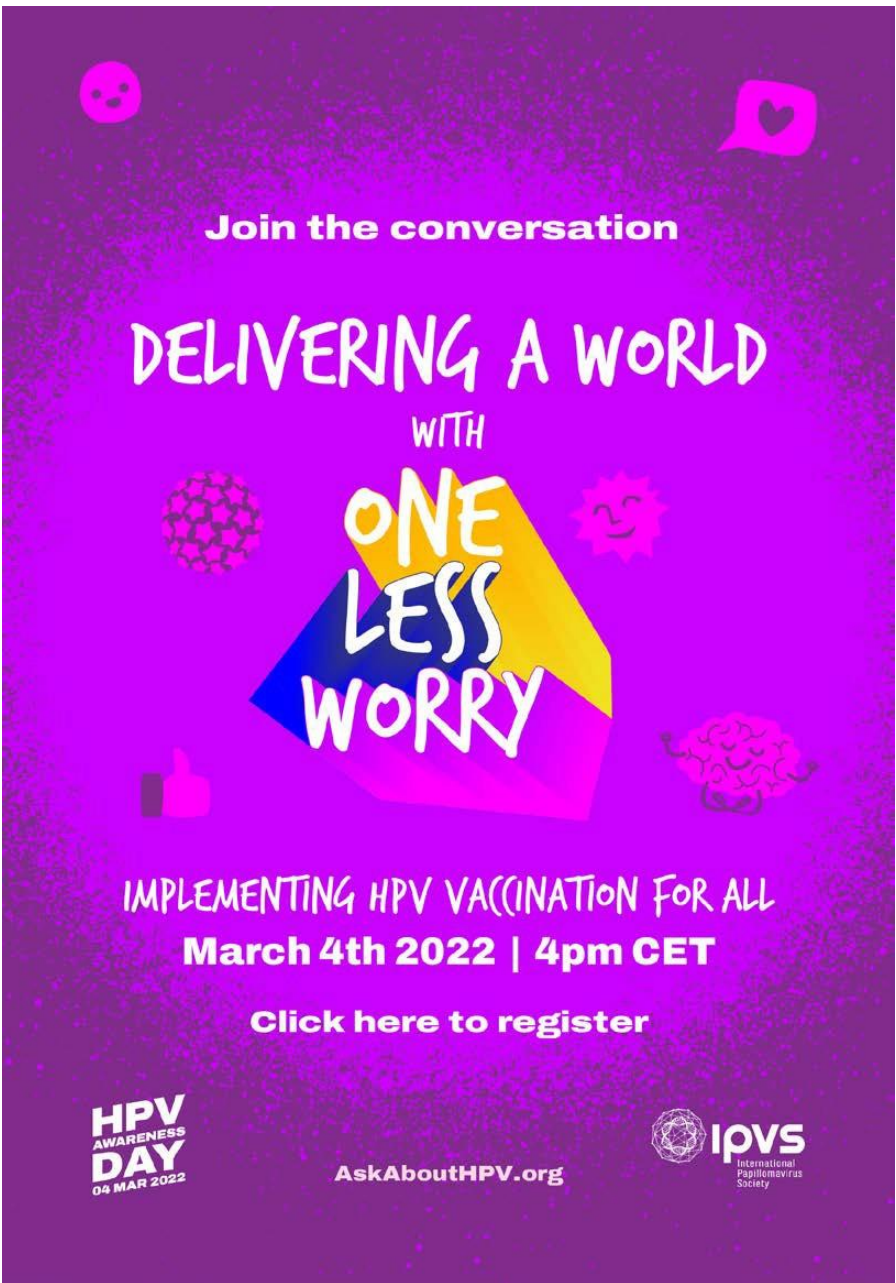 Join the conversation
DELIVERING A WORLD
WITH
ONE
LESS
WORRY
IMPLEMENTING HPV VACCINATION FOR ALL
March 4th 2022 | 4pm CET
Click here to register
HPV
AWARENESS
DAY
04 MAR 2022
AskAboutHPV.org
IPVS
International
Papillomavirus
Society